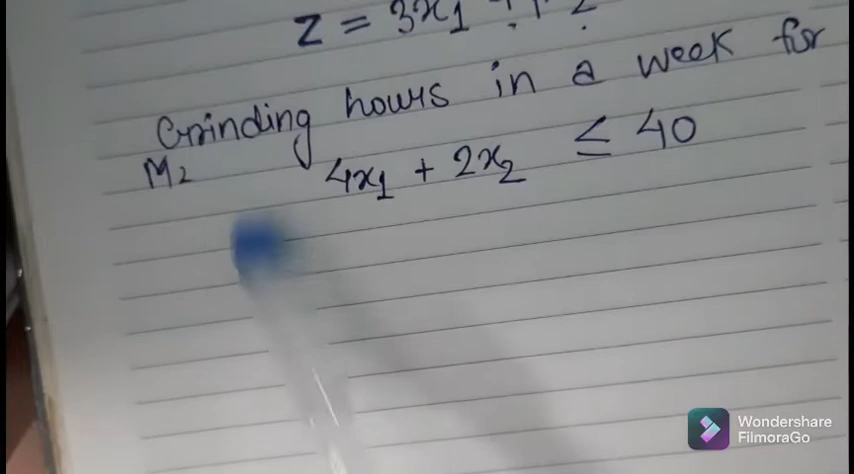 Z = 3x1
Grinding hours in a week for
M2 4x1 + 2x2 ≤ 40
Wondershare
FilmoraGo